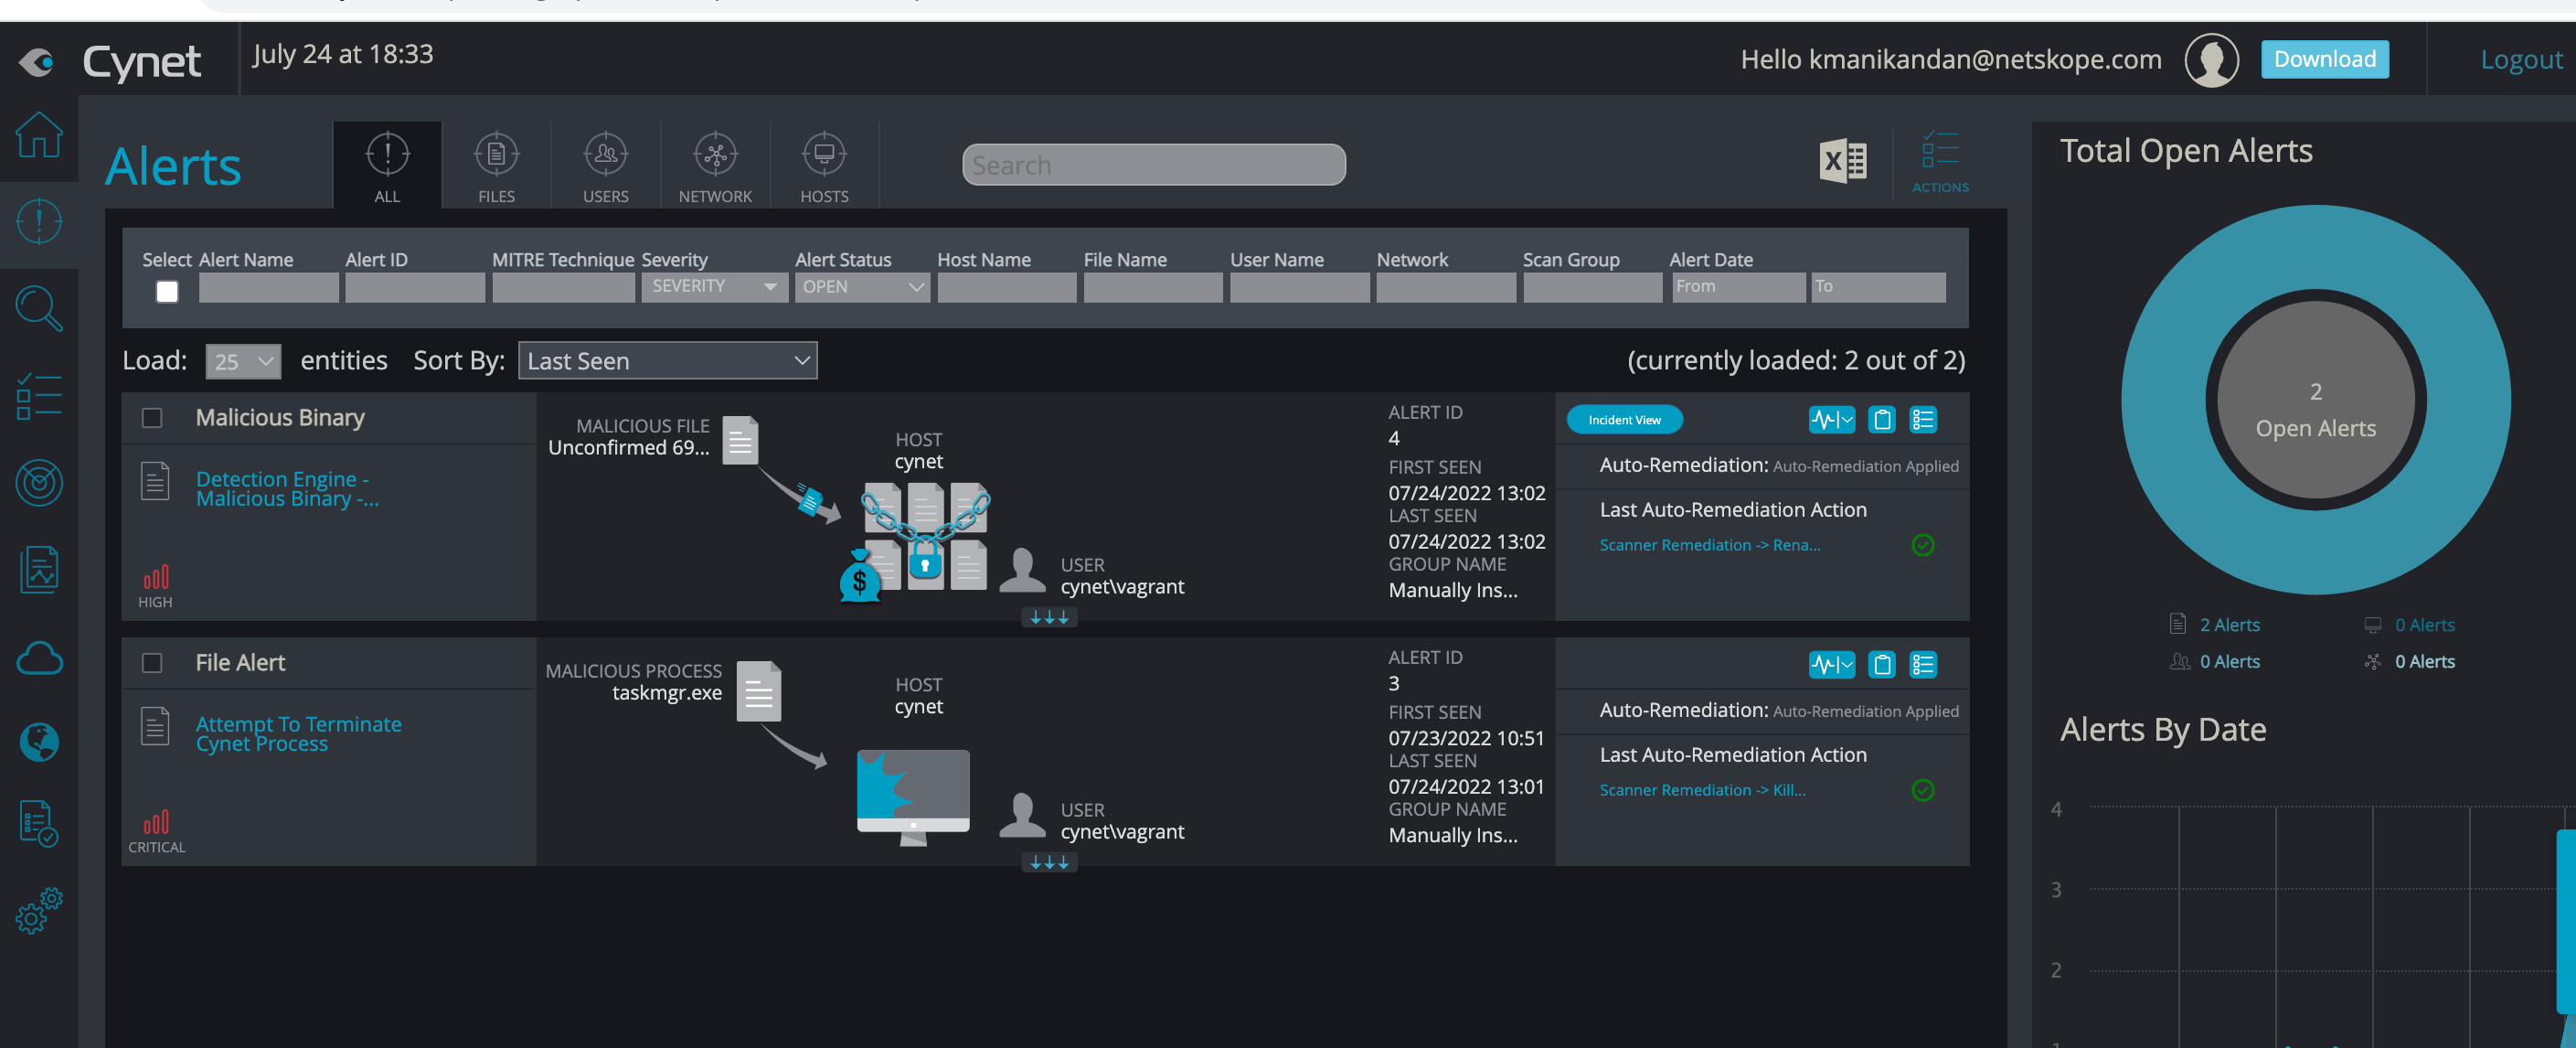 Cynet
July 24 at 18:33
Hello kmanikandan@netskope.com
Download
Logout
Alerts
ALL
FILES
USERS
NETWORK
HOSTS
Search
ACTIONS
Select
Alert Name
Alert ID
MITRE Technique
Severity
Alert Status
Host Name
File Name
User Name
Network
Scan Group
Alert Date
SEVERITY
OPEN
From
To
Load: 25 entities
Sort By: Last Seen
(currently loaded: 2 out of 2)
Malicious Binary
Detection Engine -
Malicious Binary -...
HIGH
MALICIOUS FILE
Unconfirmed 69...
HOST
cynet
USER
cynet\vagrant
ALERT ID
4
FIRST SEEN
07/24/2022 13:02
LAST SEEN
07/24/2022 13:02
GROUP NAME
Manually Ins...
Incident View
Auto-Remediation: Auto-Remediation Applied
Last Auto-Remediation Action
Scanner Remediation -> Rena...
File Alert
Attempt To Terminate
Cynet Process
CRITICAL
MALICIOUS PROCESS
taskmgr.exe
HOST
cynet
USER
cynet\vagrant
ALERT ID
3
FIRST SEEN
07/23/2022 10:51
LAST SEEN
07/24/2022 13:01
GROUP NAME
Manually Ins...
Auto-Remediation: Auto-Remediation Applied
Last Auto-Remediation Action
Scanner Remediation -> Kill...
Total Open Alerts
2
Open Alerts
2 Alerts
0 Alerts
0 Alerts
0 Alerts
Alerts By Date
4
3
2